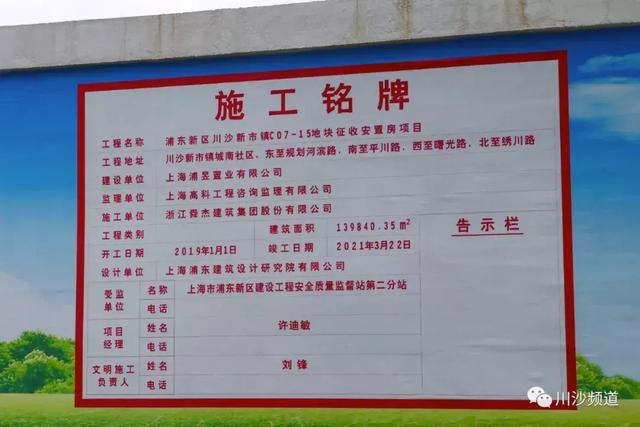 施工铭牌
工程名称 浦东新区川沙新市镇C07-15地块征收安置房项目
工程地址 川沙新市镇城南社区、东至规划河滨路、南至平川路、西至曙光路、北至绣川路
建设单位 上海浦昱置业有限公司
监理单位 上海高科工程咨询监理有限公司
施工单位 浙江舜杰建筑集团股份有限公司
工程类别 建筑面积 139840.35m²
开工日期 2019年1月1日 竣工日期 2021年3月22日
设计单位 上海浦东建筑设计研究院有限公司
受监单位 名称 上海市浦东新区建设工程安全质量监督站第二分站
电话
项目经理 姓名 许迪敏
电话
文明施工负责人 姓名 刘锋
电话
告示栏
川沙频道